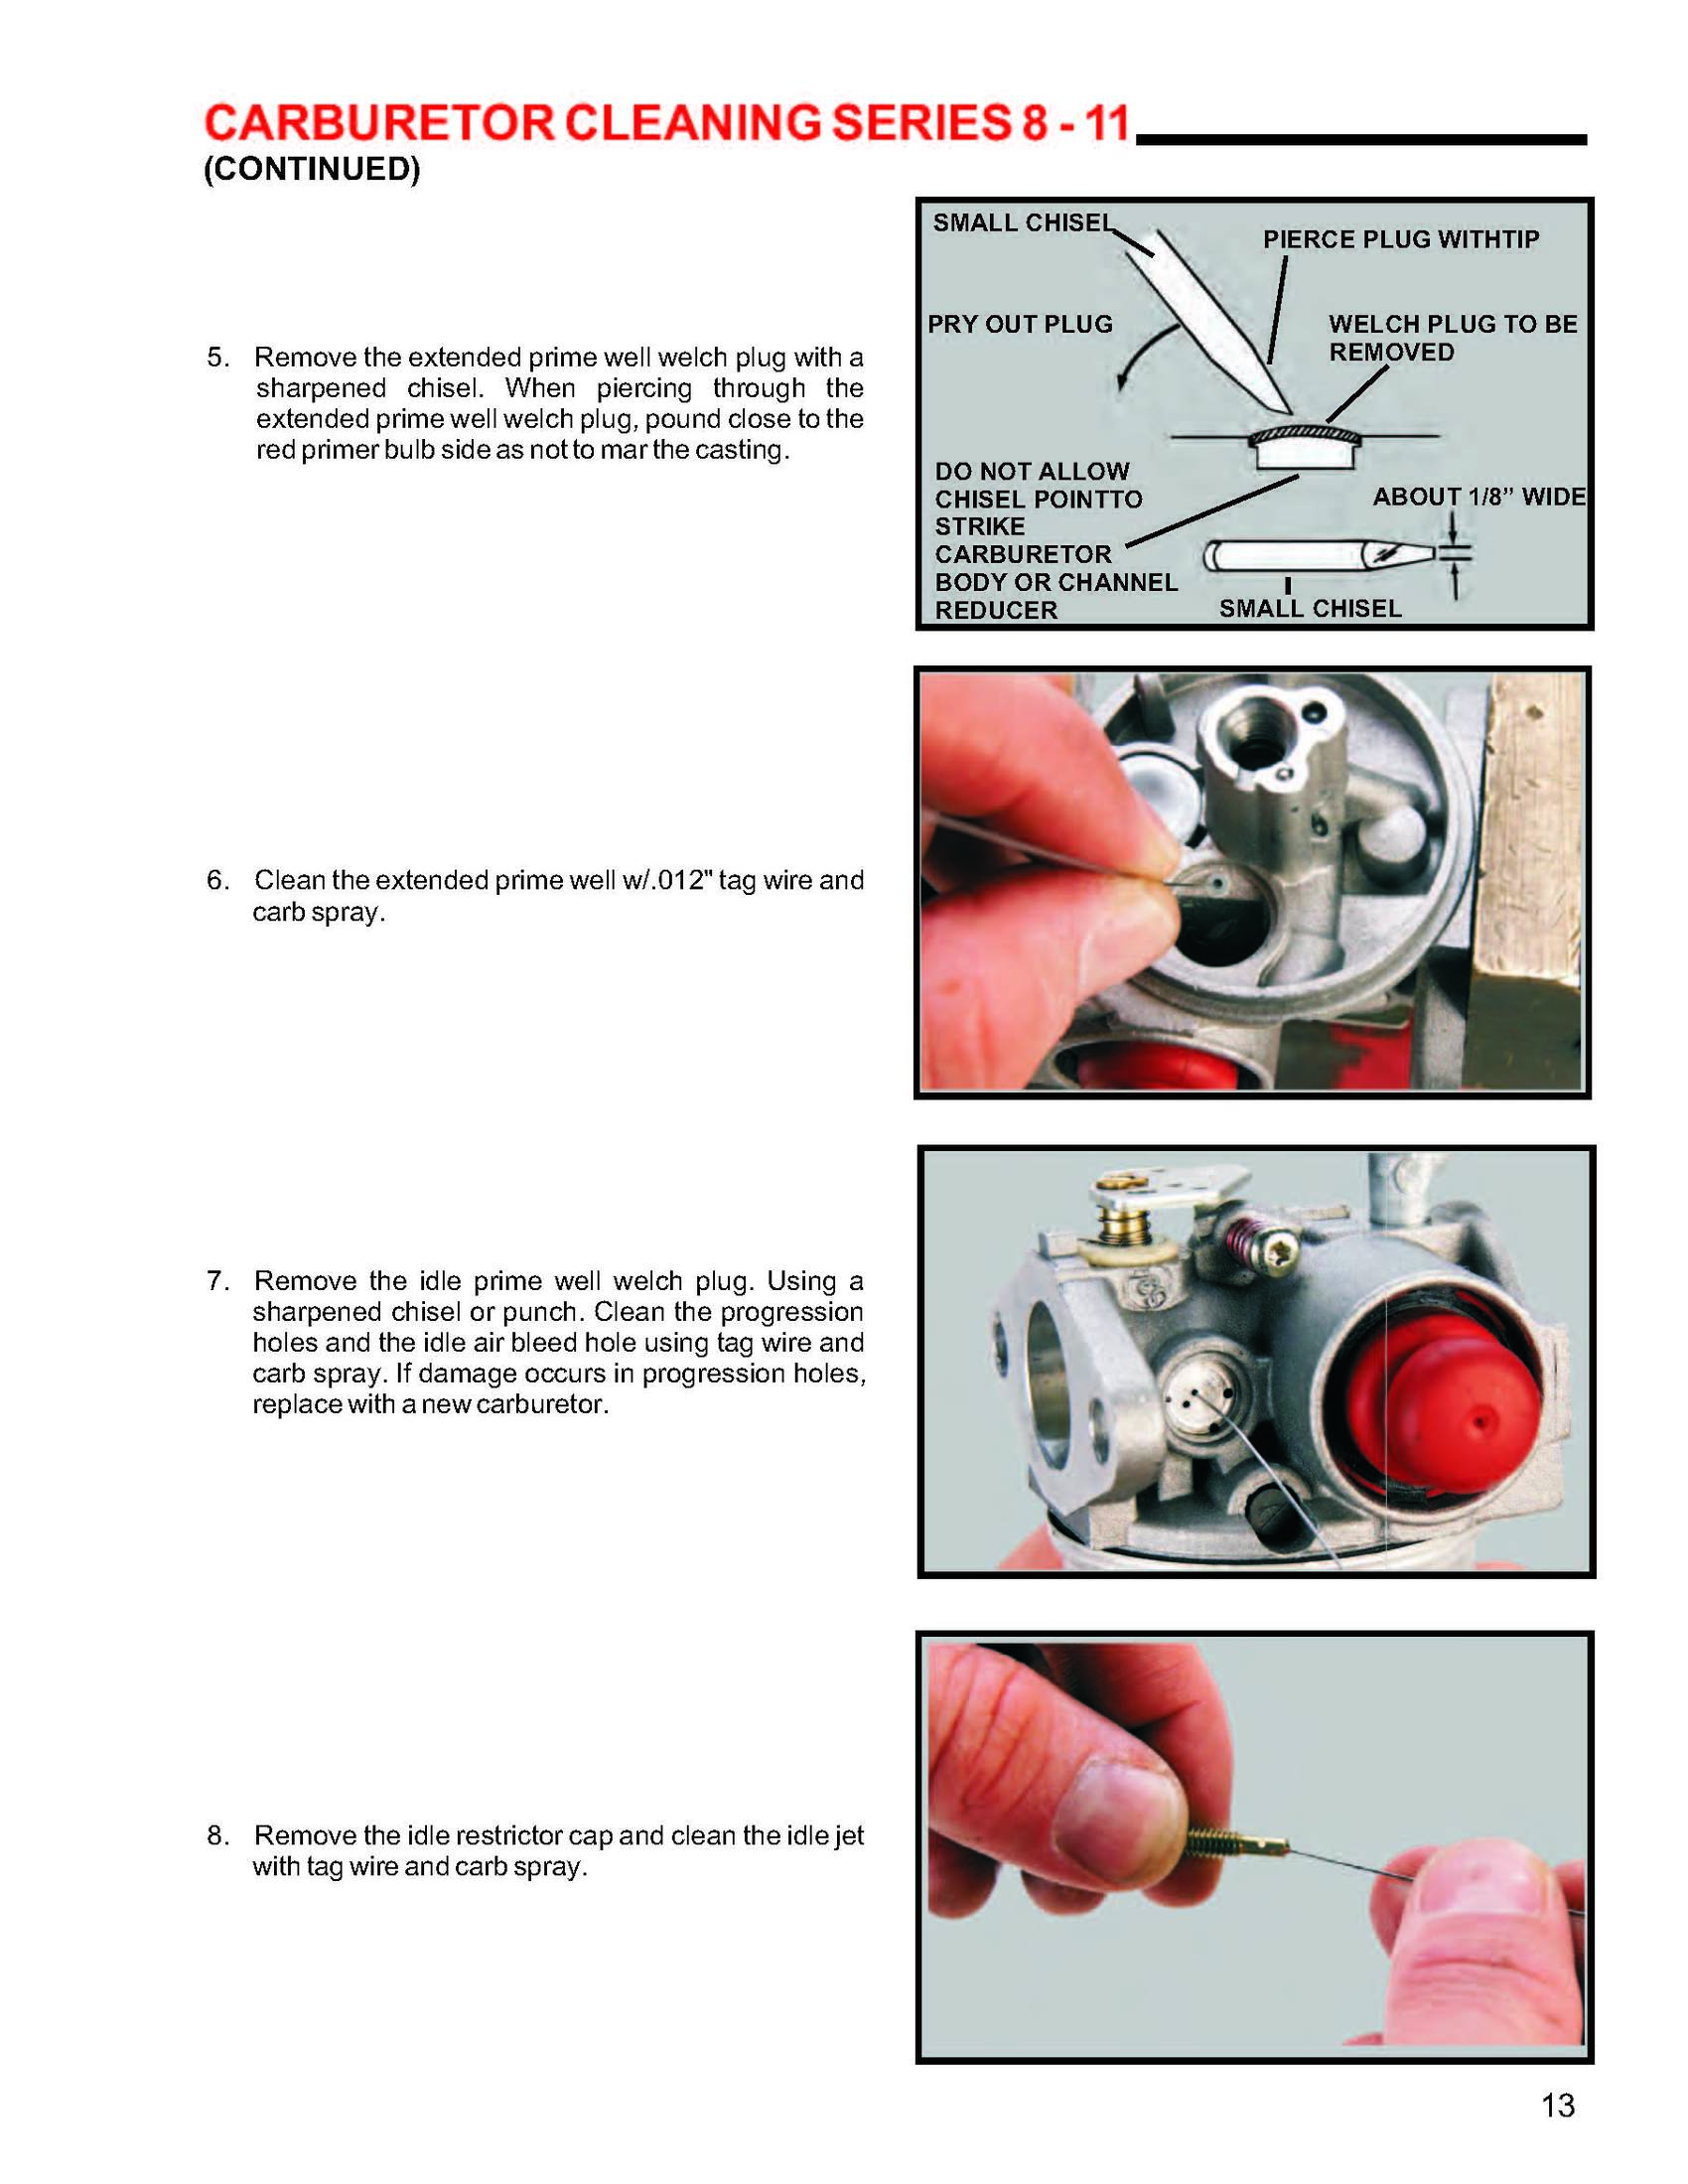 CARBURETOR CLEANING SERIES 8 - 11
(CONTINUED)
5. Remove the extended prime well welch plug with a
sharpened chisel. When piercing through the
extended prime well welch plug, pound close to the
red primer bulb side as not to mar the casting.
SMALL CHISEL
PIERCE PLUG WITHTIP
PRY OUT PLUG
WELCH PLUG TO BE
REMOVED
DO NOT ALLOW
CHISEL POINTTO
STRIKE
CARBURETOR
BODY OR CHANNEL
REDUCER
ABOUT 1/8” WIDE
SMALL CHISEL
6. Clean the extended prime well w/.012" tag wire and
carb spray.
7. Remove the idle prime well welch plug. Using a
sharpened chisel or punch. Clean the progression
holes and the idle air bleed hole using tag wire and
carb spray. If damage occurs in progression holes,
replace with a new carburetor.
8. Remove the idle restrictor cap and clean the idle jet
with tag wire and carb spray.
13